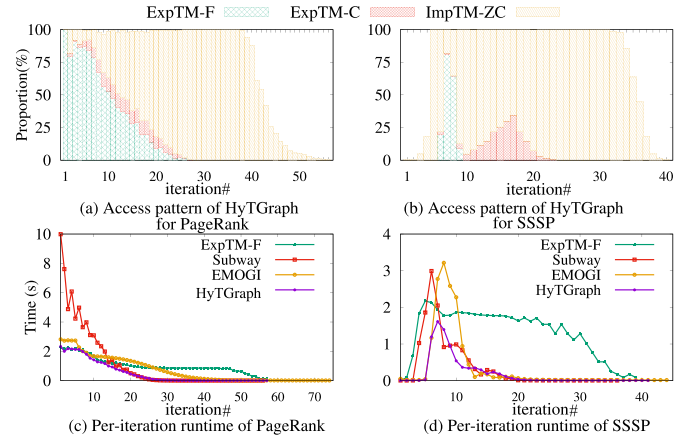 ExpTM-F ExpTM-C ImpTM-ZC
Proportion(%)
100
75
50
25
0
1 10 20 30 40 50
iteration#
(a) Access pattern of HyTGraph
for PageRank
100
75
50
25
0
1 10 20 30 40
iteration#
(b) Access pattern of HyTGraph
for SSSP
Time (s)
10
8
6
4
2
0
ExpTM-F
Subway
EMOGI
HyTGraph
10 20 30 40 50 60 70
iteration#
(c) Per-iteration runtime of PageRank
4
3
2
1
0
ExpTM-F
Subway
EMOGI
HyTGraph
10 20 30 40
iteration#
(d) Per-iteration runtime of SSSP